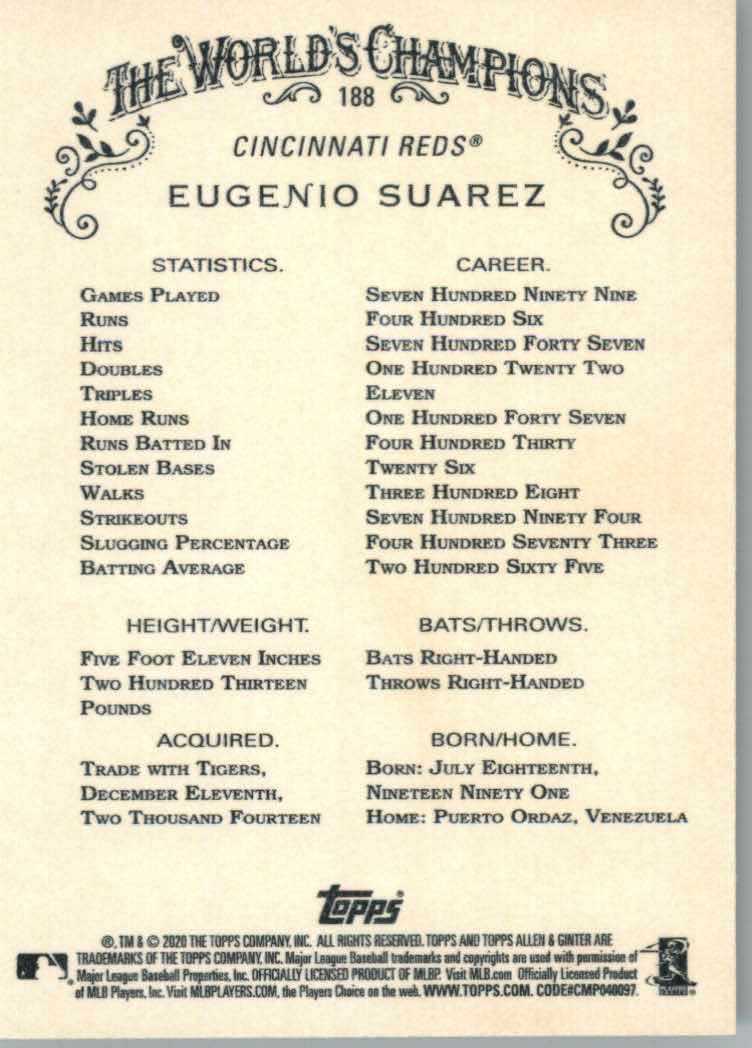 THE WORLD'S CHAMPIONS
188
CINCINNATI REDS®
EUGENIO SUAREZ
STATISTICS. CAREER.
GAMES PLAYED SEVEN HUNDRED NINETY NINE
RUNS FOUR HUNDRED SIX
HITS SEVEN HUNDRED FORTY SEVEN
DOUBLES ONE HUNDRED TWENTY TWO
TRIPLES ELEVEN
HOME RUNS ONE HUNDRED FORTY SEVEN
RUNS BATTED IN FOUR HUNDRED THIRTY
STOLEN BASES TWENTY SIX
WALKS THREE HUNDRED EIGHT
STRIKEOUTS SEVEN HUNDRED NINETY FOUR
SLUGGING PERCENTAGE FOUR HUNDRED SEVENTY THREE
BATTING AVERAGE TWO HUNDRED SIXTY FIVE
HEIGHT/WEIGHT.
FIVE FOOT ELEVEN INCHES
TWO HUNDRED THIRTEEN
POUNDS
BATS/THROWS.
BATS RIGHT-HANDED
THROWS RIGHT-HANDED
ACQUIRED.
TRADE WITH TIGERS,
DECEMBER ELEVENTH,
TWO THOUSAND FOURTEEN
BORN/HOME.
BORN: JULY EIGHTEENTH,
NINETEEN NINETY ONE
HOME: PUERTO ORDAZ, VENEZUELA
Topps®
®, TM & © 2020 THE TOPPS COMPANY, INC. ALL RIGHTS RESERVED. TOPPS AND TOPPS ALLEN & GINTER ARE
TRADEMARKS OF THE TOPPS COMPANY, INC. Major League Baseball trademarks and copyrights are used with permission of
Major League Baseball Properties, Inc. OFFICIALLY LICENSED PRODUCT OF MLBP. Visit MLB.com Officially Licensed Product
of MLB Players, Inc. Visit MLBPLAYERS.COM, the Players Choice on the web. WWW.TOPPS.COM. CODE#CMP040097.